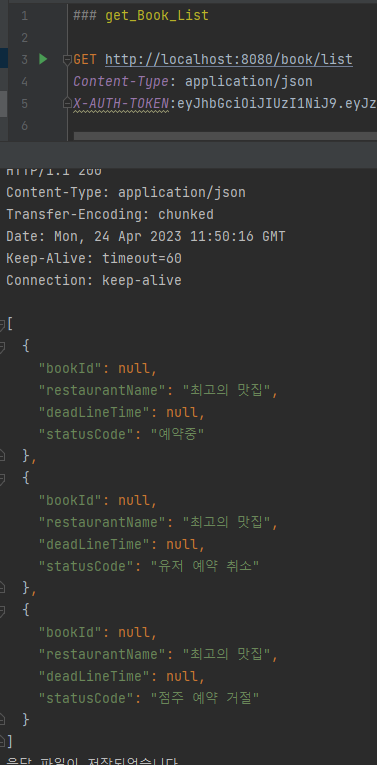 1 ### get_Book_List
2
3 GET http://localhost:8080/book/list
4 Content-Type: application/json
5 X-AUTH-TOKEN:eyJhbGciOiJIUzI1NiJ9.eyJz
6
HTTP/1.1 200
Content-Type: application/json
Transfer-Encoding: chunked
Date: Mon, 24 Apr 2023 11:50:16 GMT
Keep-Alive: timeout=60
Connection: keep-alive
[
{
"bookId": null,
"restaurantName": "최고의 맛집",
"deadLineTime": null,
"statusCode": "예약중"
},
{
"bookId": null,
"restaurantName": "최고의 맛집",
"deadLineTime": null,
"statusCode": "유저 예약 취소"
},
{
"bookId": null,
"restaurantName": "최고의 맛집",
"deadLineTime": null,
"statusCode": "점주 예약 거절"
}
]
응답 파일이 저장되었습니다